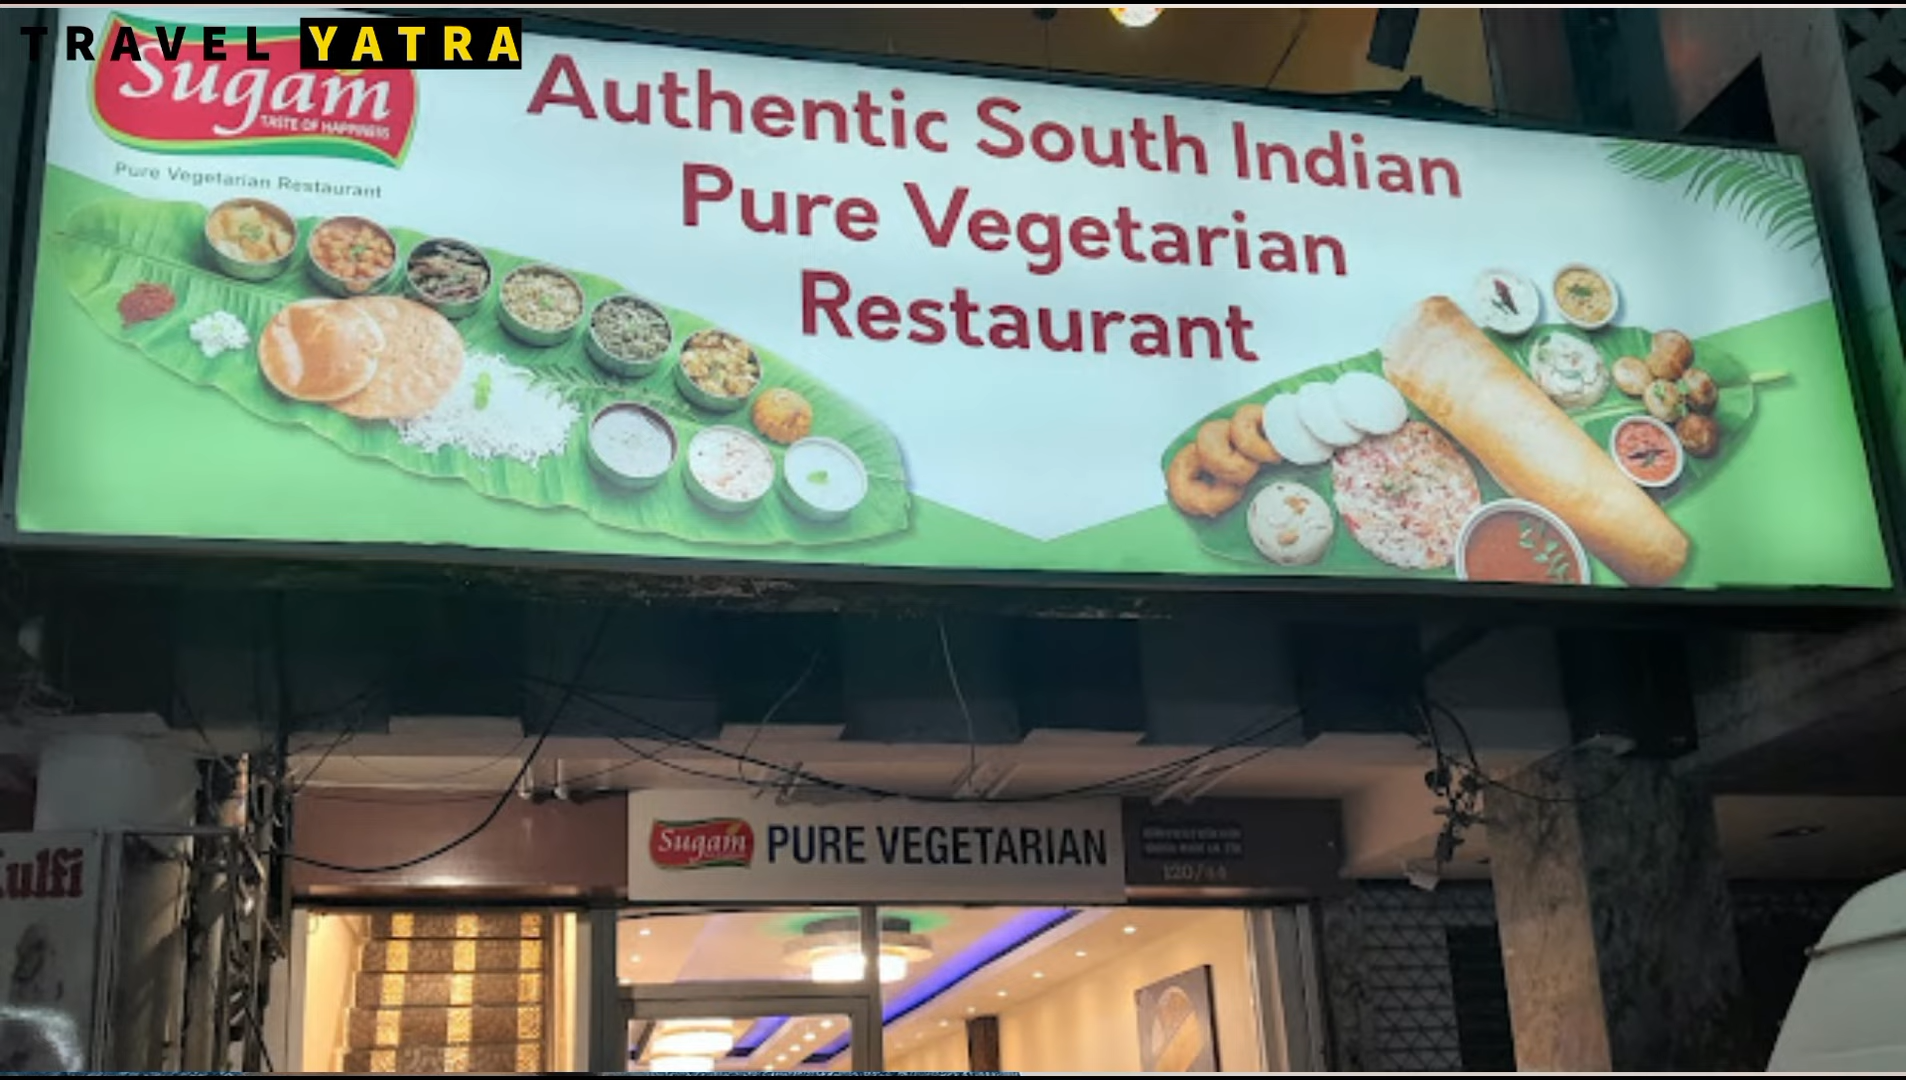 TRAVEL YATRA
Sugam
TASTE OF HAPPINESS
Pure Vegetarian Restaurant
Authentic South Indian
Pure Vegetarian
Restaurant
Sugam PURE VEGETARIAN
120/44
Kulfi